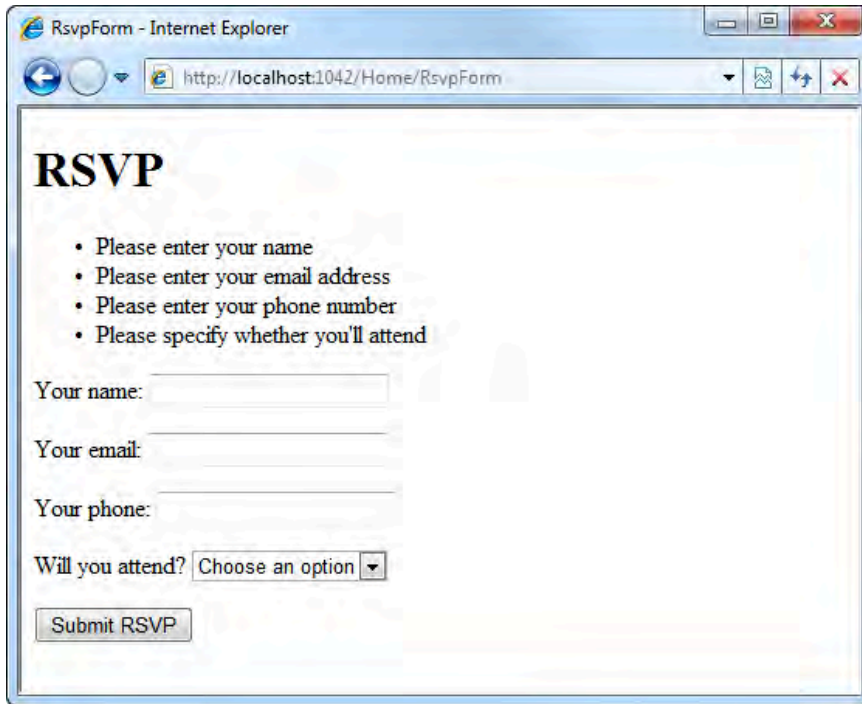 RsvpForm - Internet Explorer
http://localhost:1042/Home/RsvpForm
RSVP
• Please enter your name
• Please enter your email address
• Please enter your phone number
• Please specify whether you'll attend
Your name:
Your email:
Your phone:
Will you attend? Choose an option
Submit RSVP